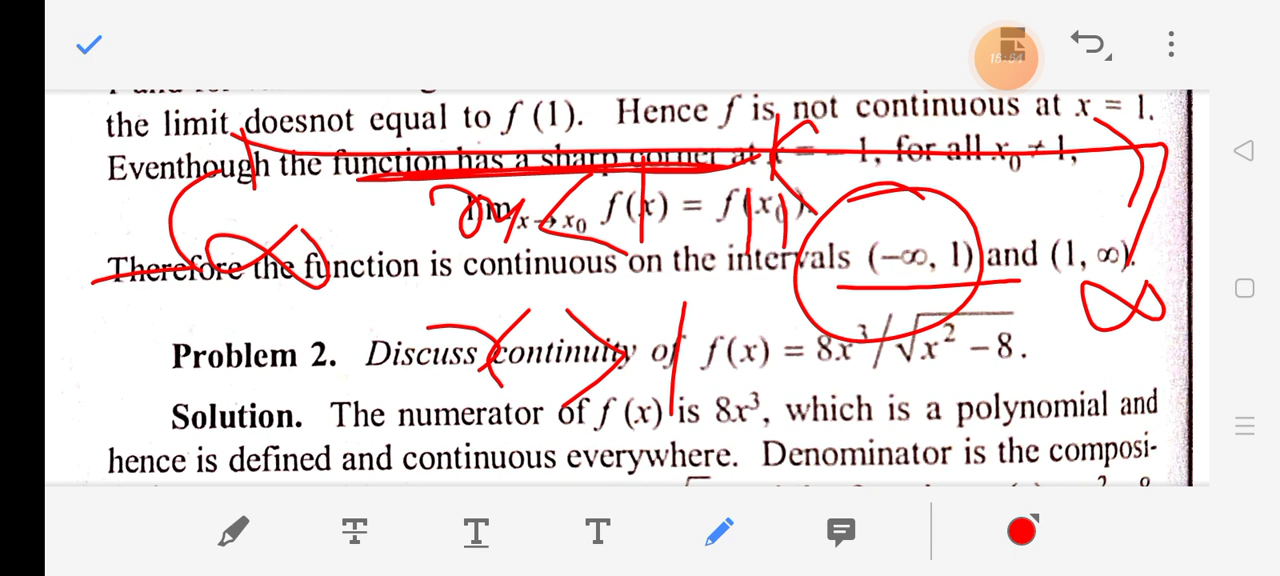 the limit doesnot equal to f (1). Hence f is not continuous at x = 1.
Eventhough the function has a sharp corner at x = – 1, for all x₀ ≠ 1,
lim x→x₀ f(x) = f(x₀).
Therefore the function is continuous on the intervals (–∞, 1) and (1, ∞).
Problem 2. Discuss continuity of f(x) = 8x³/√x² – 8.
Solution. The numerator of f (x) is 8x³, which is a polynomial and
hence is defined and continuous everywhere. Denominator is the composi-
x < 1
x > 1
∞
∞
T
T
T